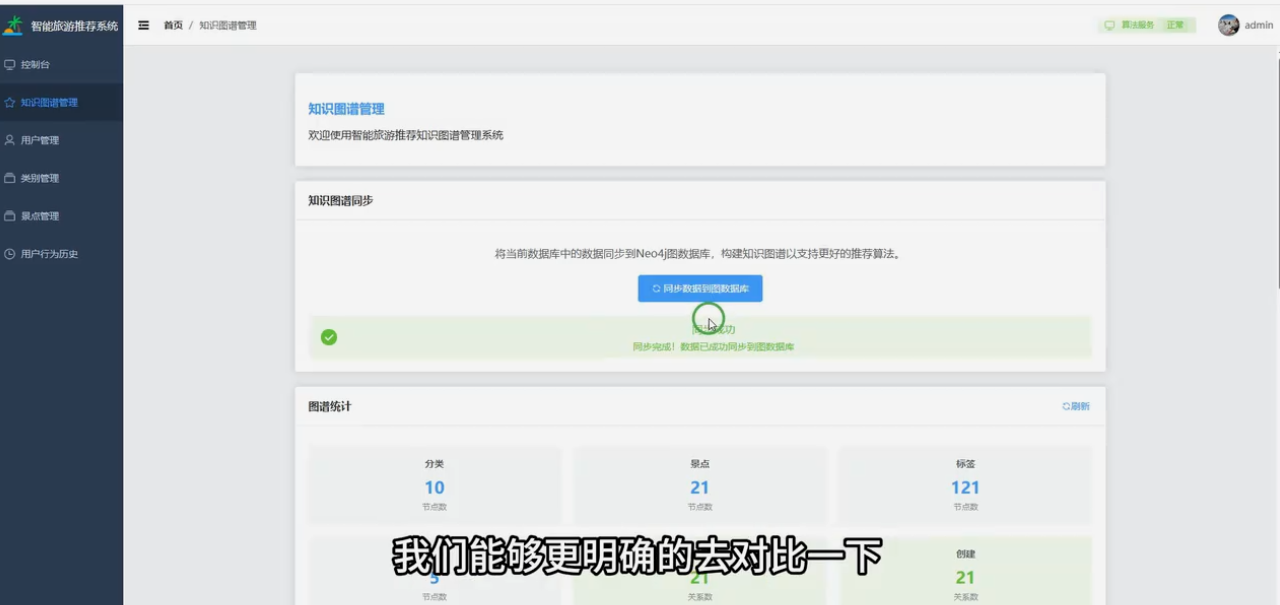 智能旅游推荐系统
首页 / 知识图谱管理
算法服务 正常
admin
控制台
知识图谱管理
用户管理
类别管理
景点管理
用户行为历史
知识图谱管理
欢迎使用智能旅游推荐知识图谱管理系统
知识图谱同步
将当前数据库中的数据同步到Neo4j图数据库，构建知识图谱以支持更好的推荐算法。
同步数据到图数据库
同步成功
同步完成！数据已成功同步到图数据库
图谱统计
刷新
分类
10
节点数
景点
21
节点数
标签
121
节点数
节点数
21
关系数
创建
21
关系数
我们能够更明确的去对比一下